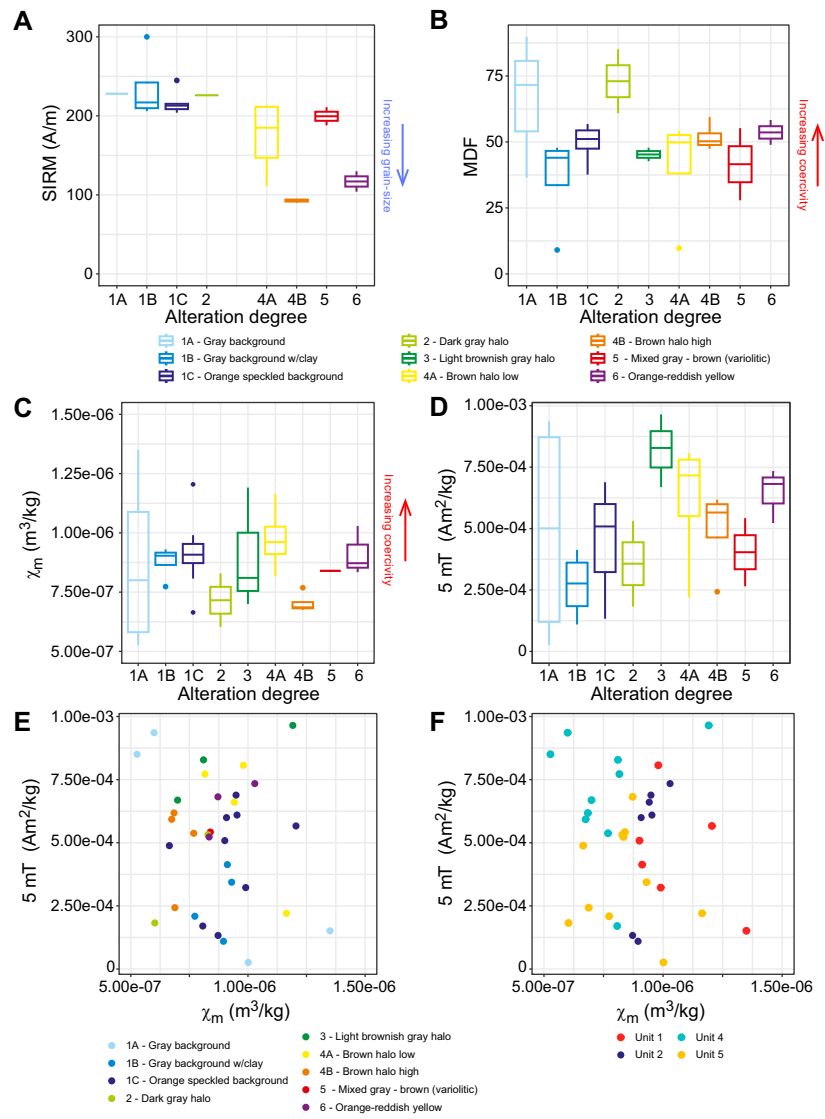 A
SIRM (A/m)
300
200
100
0
1A 1B 1C 2 4A 4B 5 6
Alteration degree
Increasing grain-size
B
MDF
75
50
25
0
1A 1B 1C 2 3 4A 4B 5 6
Alteration degree
Increasing coercivity
1A - Gray background
1B - Gray background w/clay
1C - Orange speckled background
2 - Dark gray halo
3 - Light brownish gray halo
4A - Brown halo low
4B - Brown halo high
5 - Mixed gray - brown (variolitic)
6 - Orange-reddish yellow
C
χm (m³/kg)
1.50e-06
1.25e-06
1.00e-06
7.50e-07
5.00e-07
1A 1B 1C 2 3 4A 4B 5 6
Alteration degree
Increasing coercivity
D
5 mT (Am²/kg)
1.00e-03
7.50e-04
5.00e-04
2.50e-04
0
1A 1B 1C 2 3 4A 4B 5 6
Alteration degree
E
5 mT (Am²/kg)
1.00e-03
7.50e-04
5.00e-04
2.50e-04
0
5.00e-07 1.00e-06 1.50e-06
χm (m³/kg)
1A - Gray background
1B - Gray background w/clay
1C - Orange speckled background
2 - Dark gray halo
3 - Light brownish gray halo
4A - Brown halo low
4B - Brown halo high
5 - Mixed gray - brown (variolitic)
6 - Orange-reddish yellow
F
5 mT (Am²/kg)
1.00e-03
7.50e-04
5.00e-04
2.50e-04
0
5.00e-07 1.00e-06 1.50e-06
χm (m³/kg)
Unit 1 Unit 4
Unit 2 Unit 5